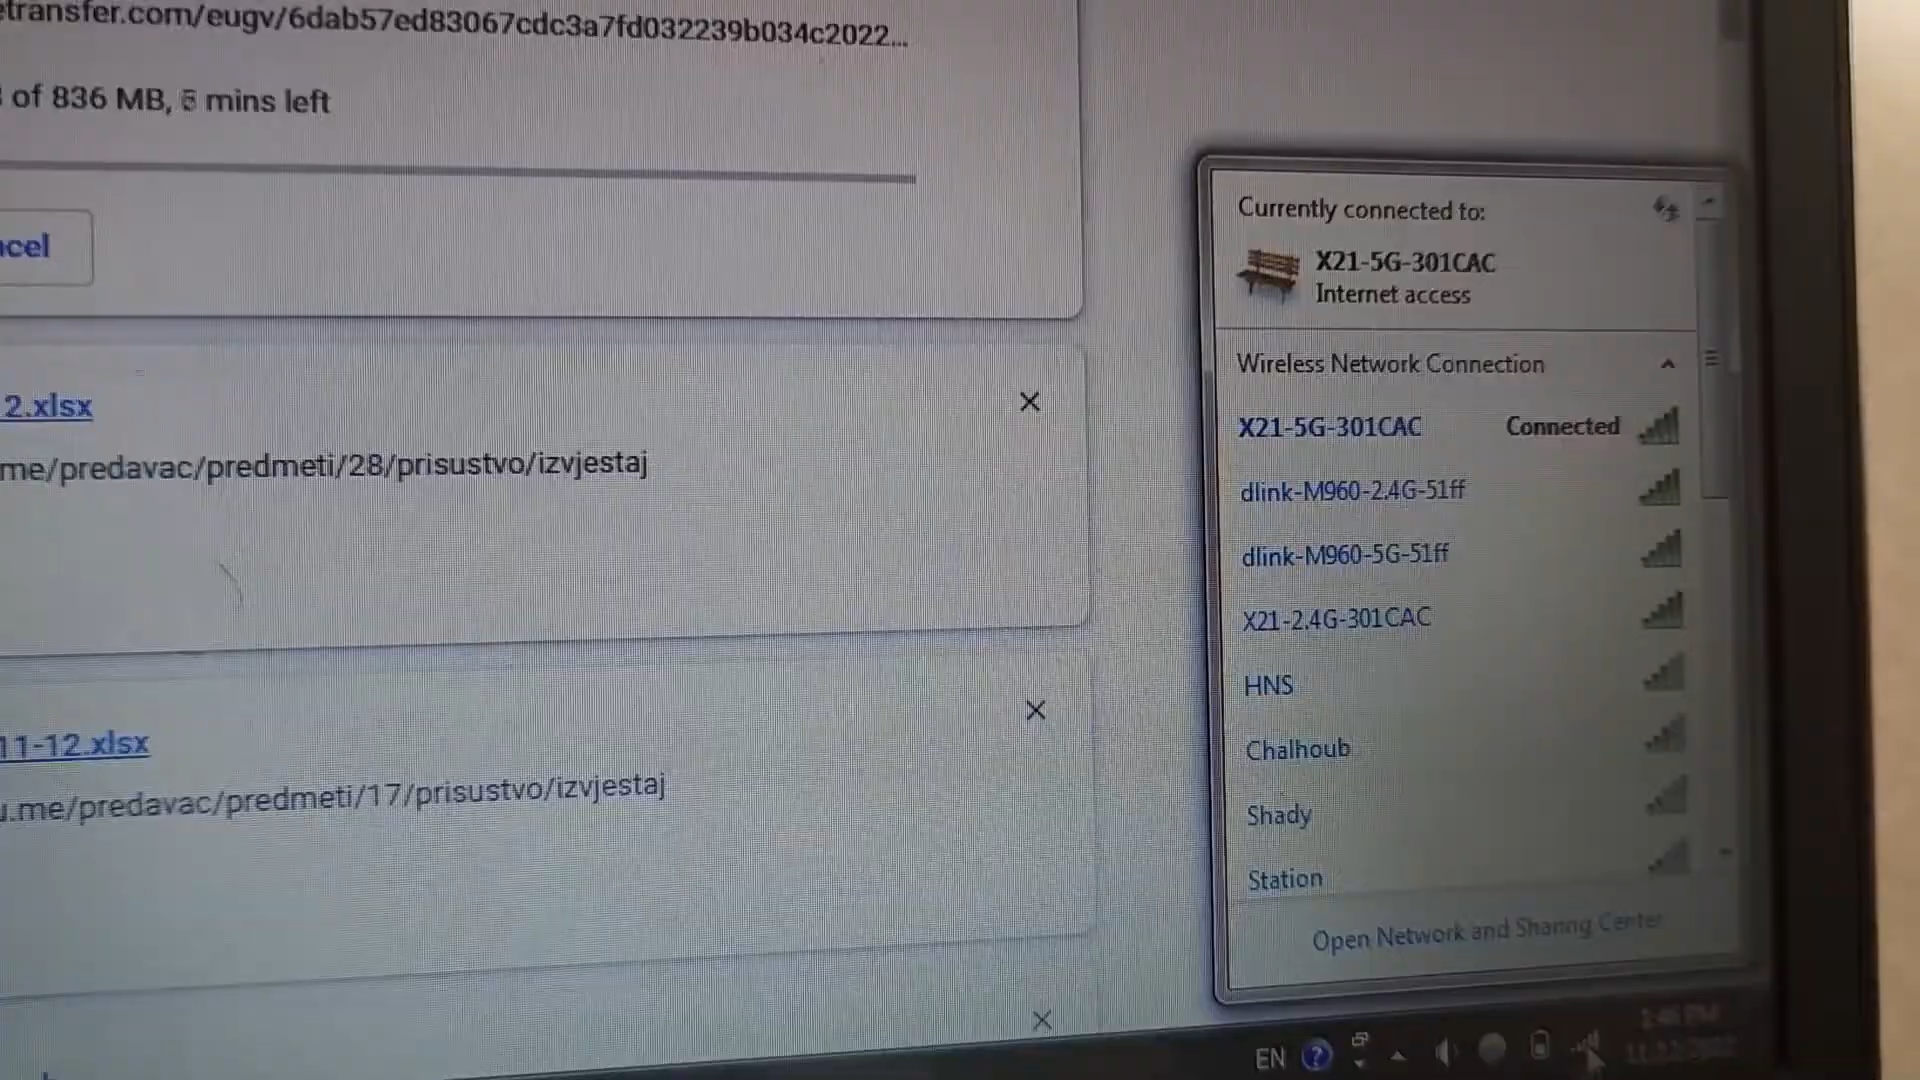 etransfer.com/eugv/6dab57ed83067cdc3a7fd032239b034c2022...
of 836 MB, 5 mins left
ncel
2.xlsx
me/predavac/predmeti/28/prisustvo/izvjestaj
11-12.xlsx
.me/predavac/predmeti/17/prisustvo/izvjestaj
Currently connected to:
X21-5G-301CAC
Internet access
Wireless Network Connection
X21-5G-301CAC Connected
dlink-M960-2.4G-51ff
dlink-M960-5G-51ff
X21-2.4G-301CAC
HNS
Chalhoub
Shady
Station
Open Network and Sharing Center
EN